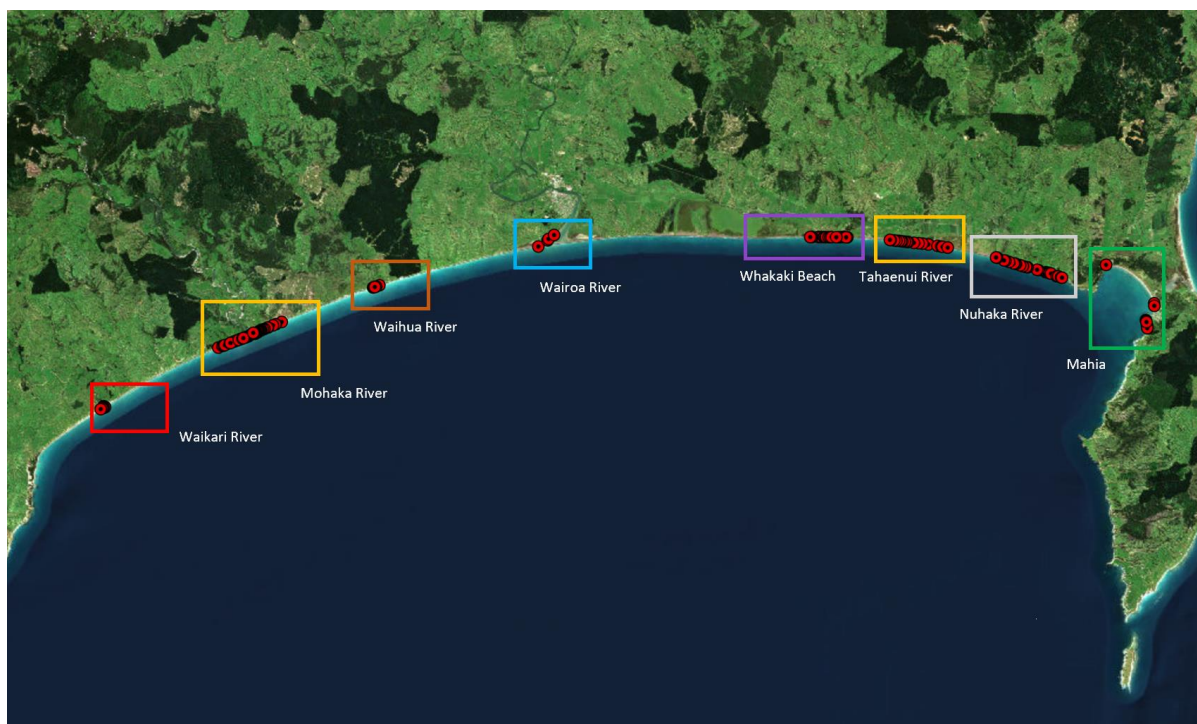 Whakaki Beach
Tahaenui River
Wairoa River
Nuhaka River
Waihua River
Mahia
Mohaka River
Waikari River